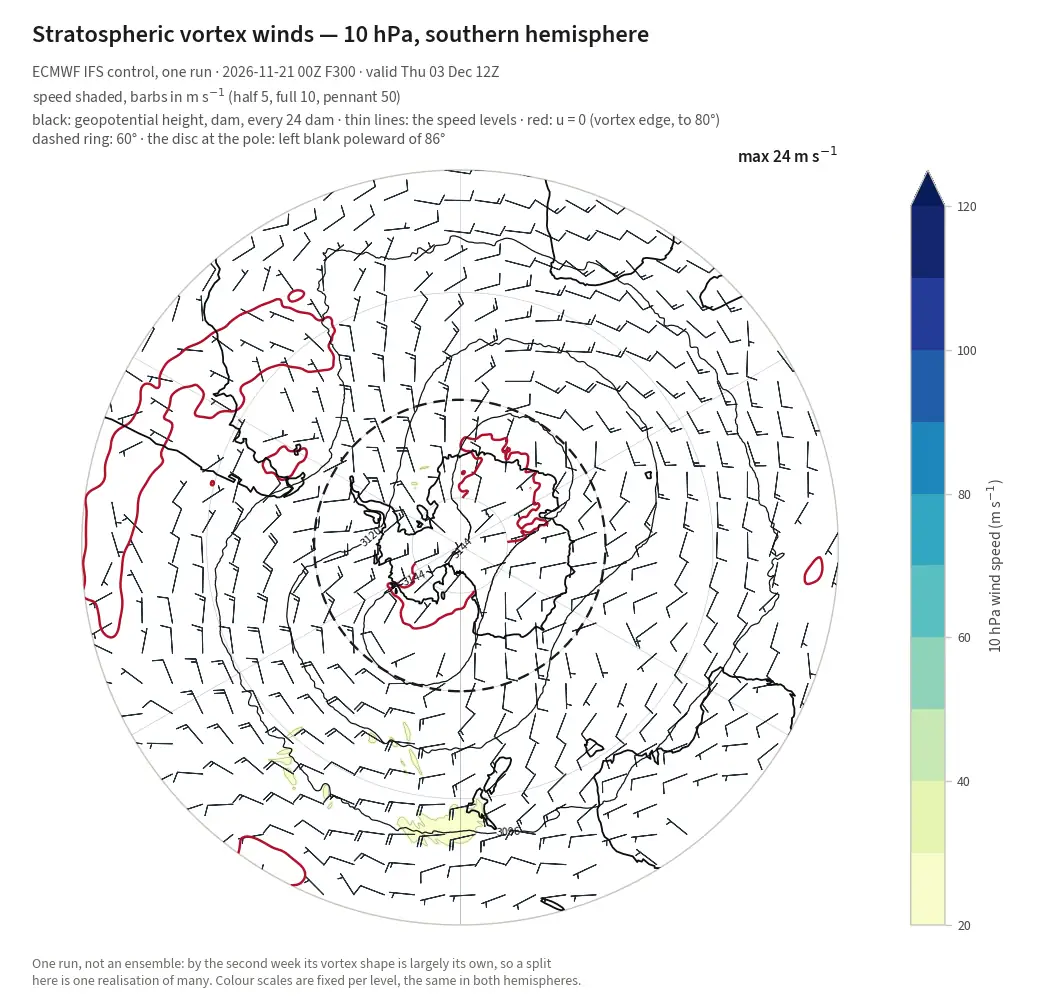 Stratospheric vortex winds — 10 hPa, southern hemisphere
ECMWF IFS control, one run · 2026-11-21 00Z F300 · valid Thu 03 Dec 12Z
speed shaded, barbs in m s⁻¹ (half 5, full 10, pennant 50)
black: geopotential height, dam, every 24 dam · thin lines: the speed levels · red: u = 0 (vortex edge, to 80°)
dashed ring: 60° · the disc at the pole: left blank poleward of 86°
max 24 m s⁻¹
120
100
80
60
40
20
10 hPa wind speed (m s⁻¹)
3120
3144
3144
3096
One run, not an ensemble: by the second week its vortex shape is largely its own, so a split
here is one realisation of many. Colour scales are fixed per level, the same in both hemispheres.